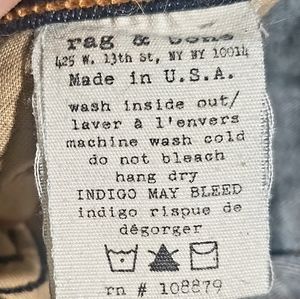 rag & bone
425 W. 13th St, NY NY 10014
Made in U.S.A.
wash inside out/
laver à l'envers
machine wash cold
do not bleach
hang dry
INDIGO MAY BLEED
indigo rispue de
dégorger
rn # 108879